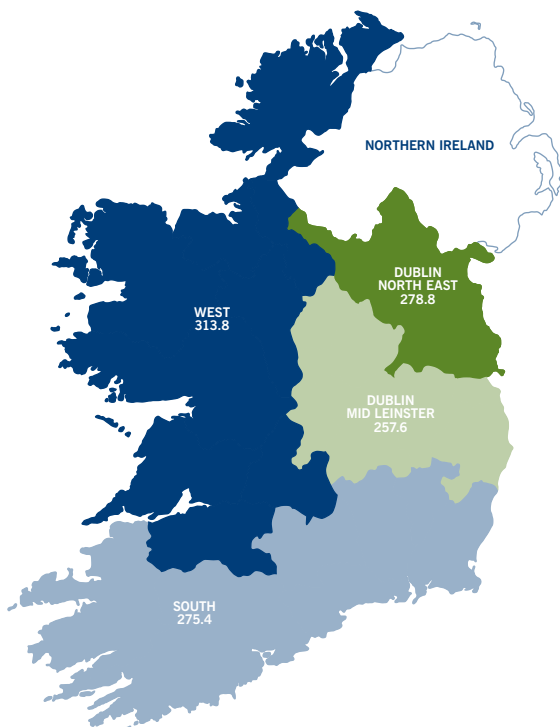 NORTHERN IRELAND
DUBLIN
NORTH EAST
278.8
WEST
313.8
DUBLIN
MID LEINSTER
257.6
SOUTH
275.4